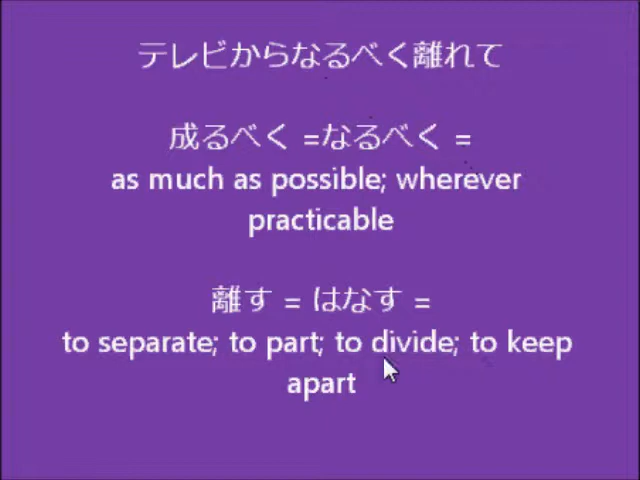 テレビからなるべく離れて
成るべく =なるべく =
as much as possible; wherever
practicable
離す = はなす =
to separate; to part; to divide; to keep
apart